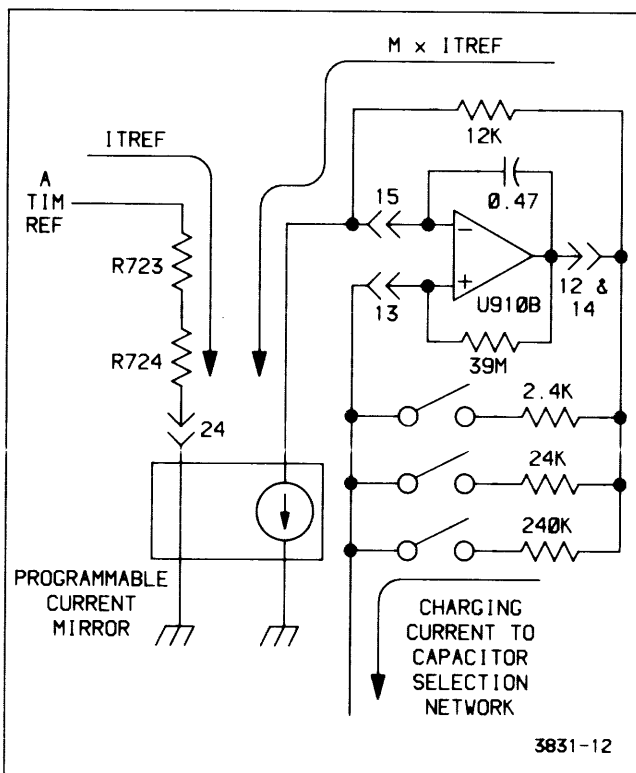 M x ITREF
ITREF
A
TIM
REF
12K
0.47
15
-
+
13
U910B
12 &
14
39M
R723
R724
24
2.4K
24K
240K
PROGRAMMABLE
CURRENT
MIRROR
CHARGING
CURRENT TO
CAPACITOR
SELECTION
NETWORK
3831-12